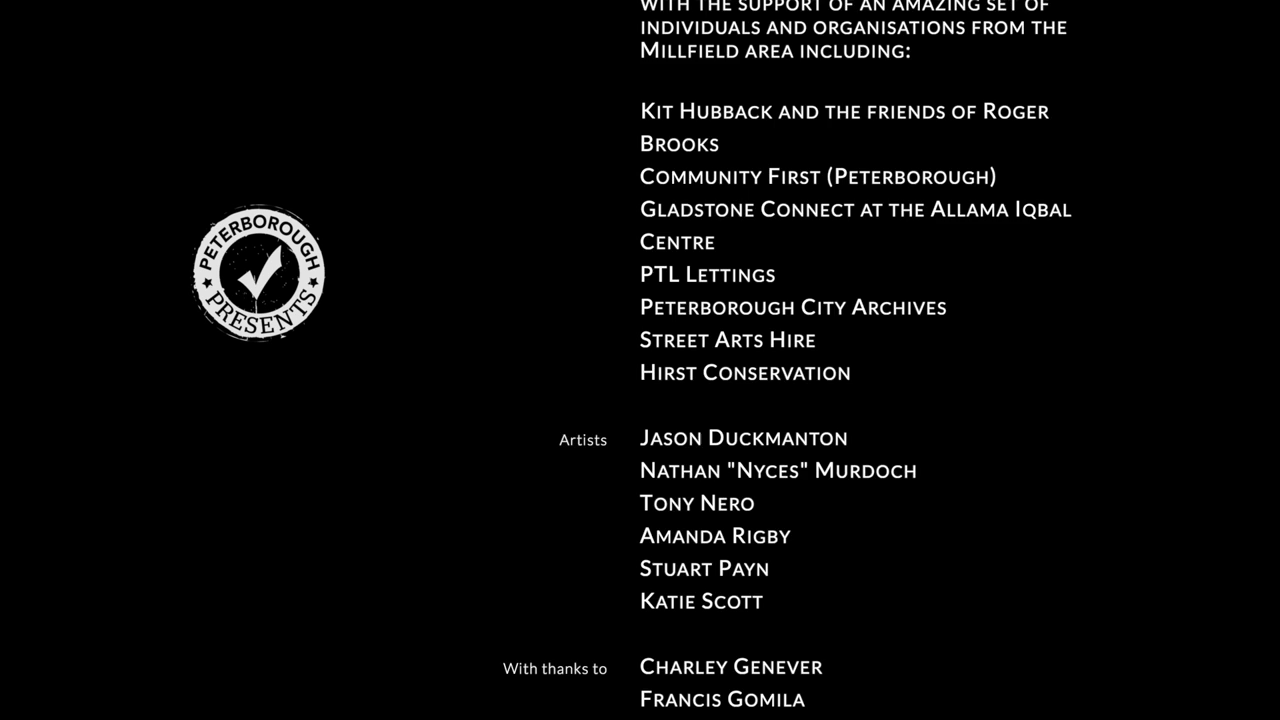 WITH THE SUPPORT OF AN AMAZING SET OF
INDIVIDUALS AND ORGANISATIONS FROM THE
MILLFIELD AREA INCLUDING:
KIT HUBBACK AND THE FRIENDS OF ROGER
BROOKS
COMMUNITY FIRST (PETERBOROUGH)
GLADSTONE CONNECT AT THE ALLAMA IQBAL
CENTRE
PTL LETTINGS
PETERBOROUGH CITY ARCHIVES
STREET ARTS HIRE
HIRST CONSERVATION
PETERBOROUGH
PRESENTS
Artists JASON DUCKMANTON
NATHAN "NYCES" MURDOCH
TONY NERO
AMANDA RIGBY
STUART PAYN
KATIE SCOTT
With thanks to CHARLEY GENEVER
FRANCIS GOMILA